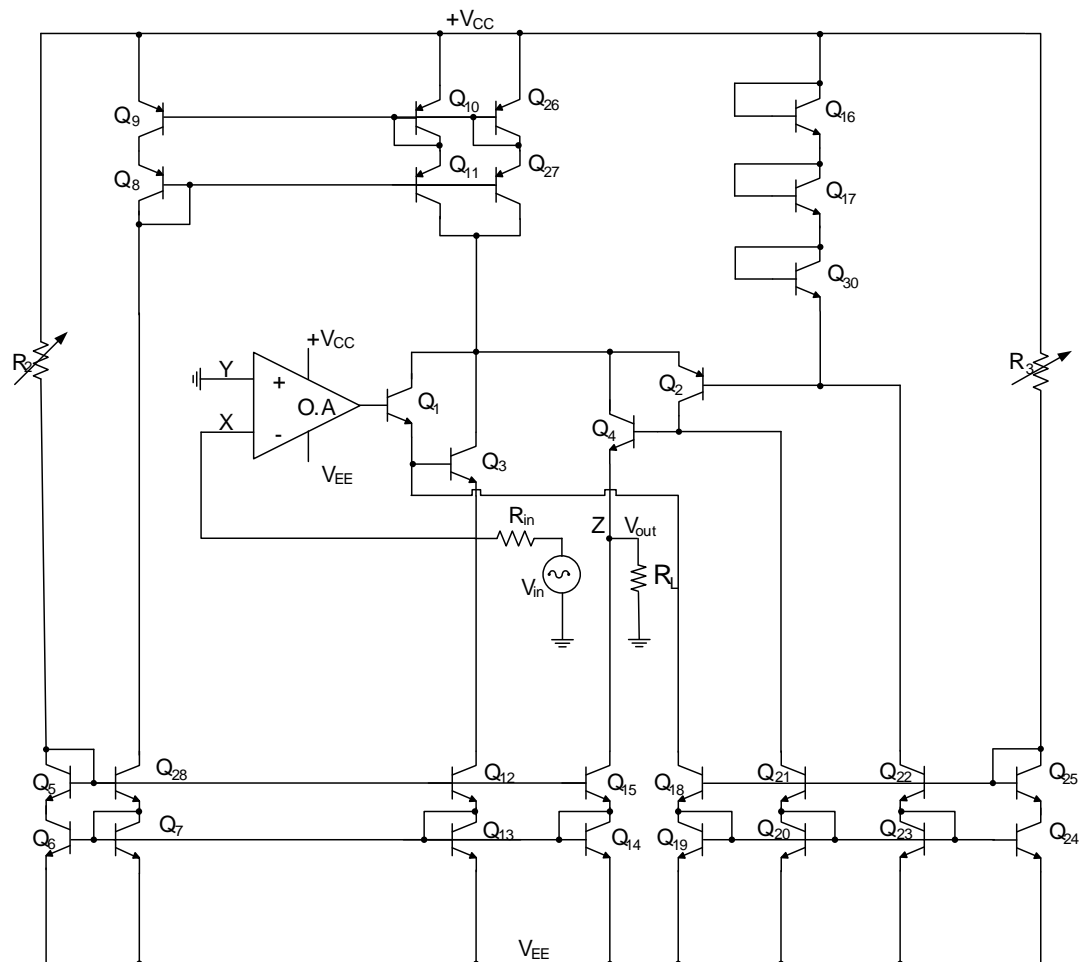 +VCC
Q9
Q10
Q26
Q16
Q8
Q11
Q27
Q17
Q30
R2
+VCC
Y
+
Q1
O.A
X
-
VEE
Q2
R3
Q4
Q3
Rin
Vin
Z
Vout
RL
Q5
Q28
Q12
Q15
Q18
Q21
Q22
Q25
Q6
Q7
Q13
Q14
Q19
Q20
Q23
Q24
VEE